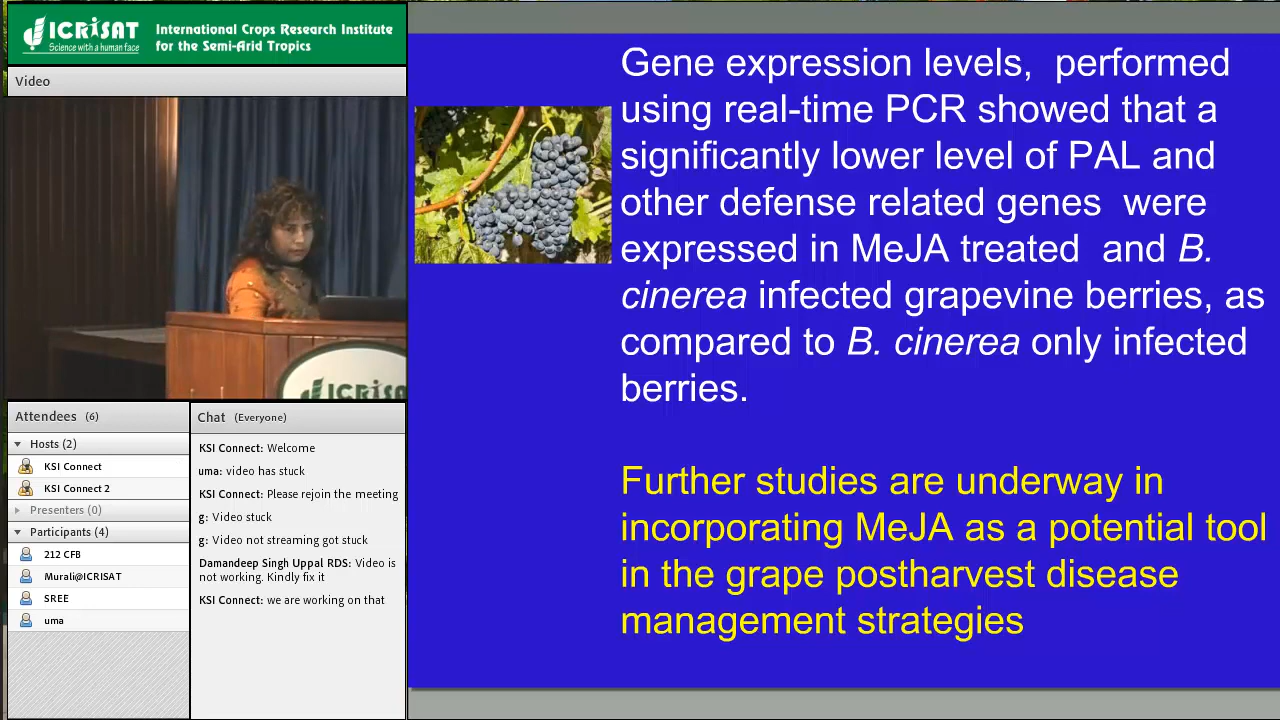 ICRISAT
Science with a human face
International Crops Research Institute
for the Semi-Arid Tropics
Video
ICRISAT
Attendees (6)
Hosts (2)
KSI Connect
KSI Connect 2
Presenters (0)
Participants (4)
212 CFB
Murali@ICRISAT
SREE
uma
Chat (Everyone)
KSI Connect: Welcome
uma: video has stuck
KSI Connect: Please rejoin the meeting
g: Video stuck
g: Video not streaming got stuck
Damandeep Singh Uppal RDS: Video is
not working. Kindly fix it
KSI Connect: we are working on that
Gene expression levels, performed
using real-time PCR showed that a
significantly lower level of PAL and
other defense related genes were
expressed in MeJA treated and B.
cinerea infected grapevine berries, as
compared to B. cinerea only infected
berries.
Further studies are underway in
incorporating MeJA as a potential tool
in the grape postharvest disease
management strategies